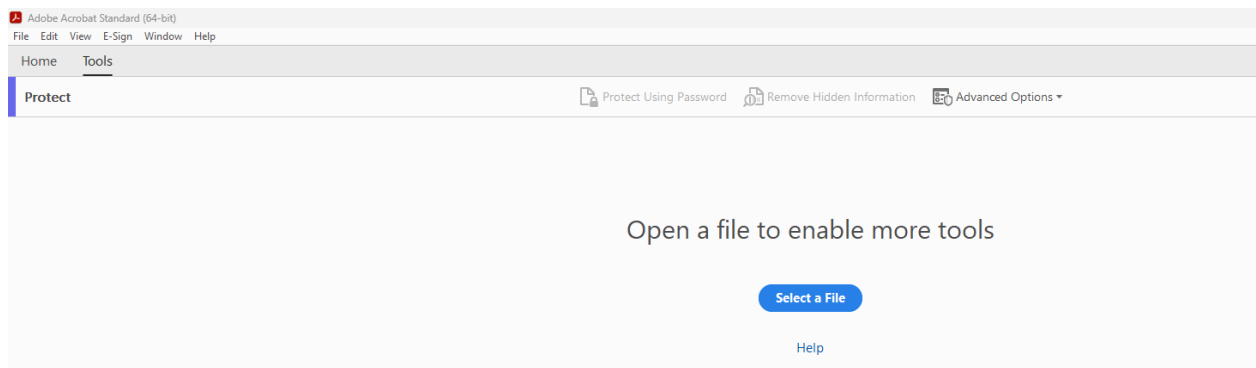 Adobe Acrobat Standard (64-bit)
File Edit View E-Sign Window Help
Home Tools
Protect Protect Using Password Remove Hidden Information Advanced Options
Open a file to enable more tools
Select a File
Help